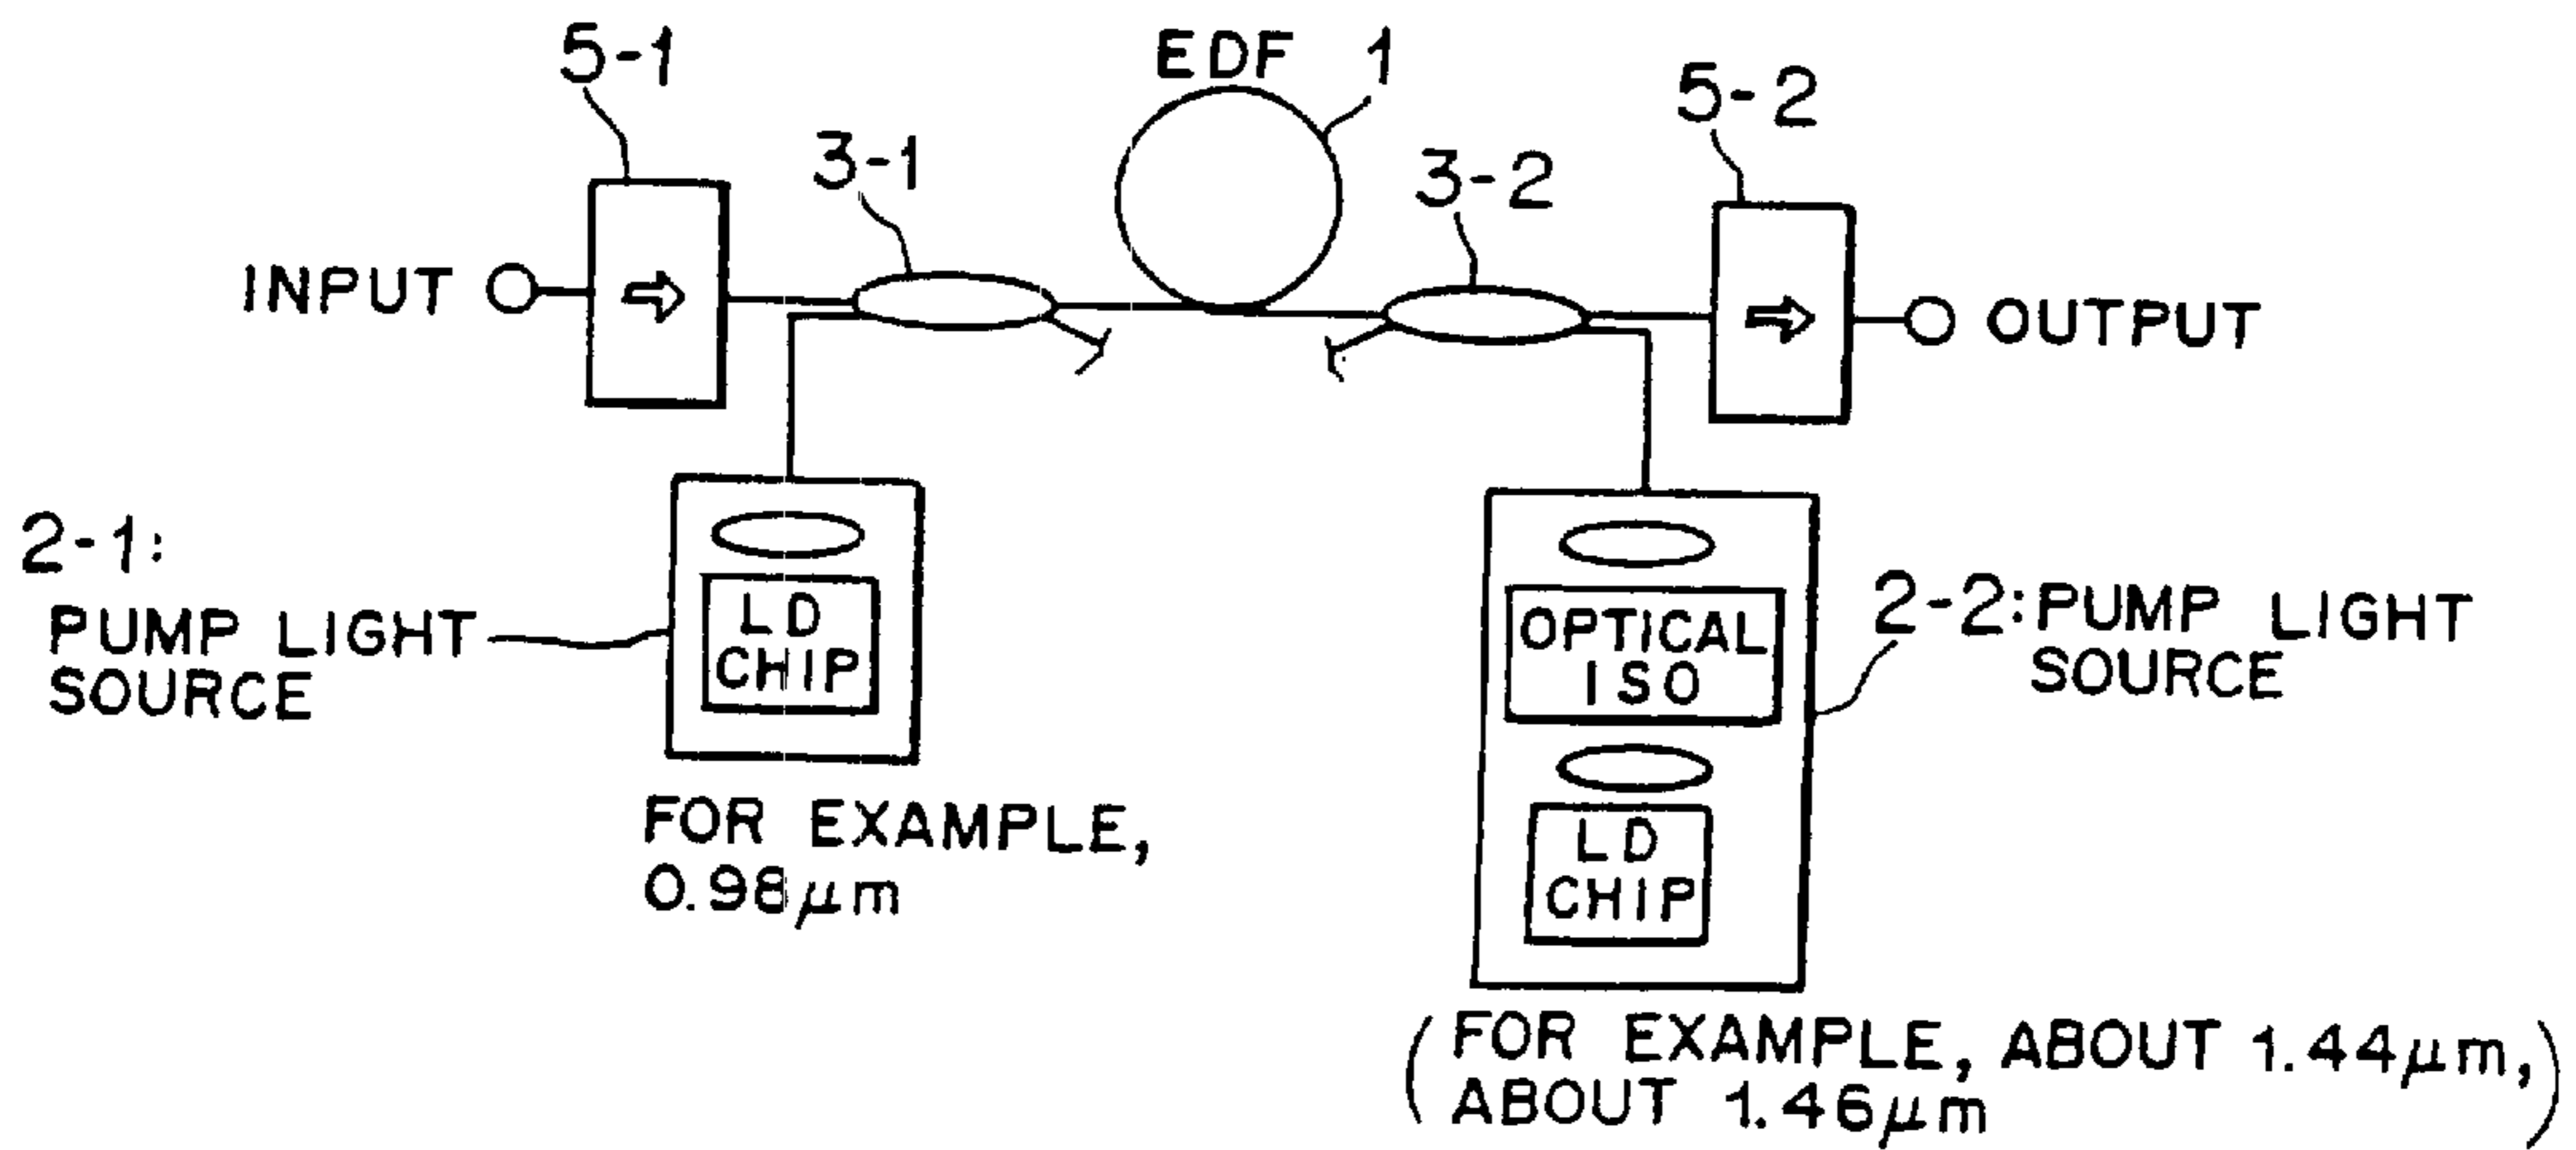 5-1
EDF 1
5-2
3-1
3-2
INPUT
OUTPUT
2-1:
PUMP LIGHT
SOURCE
LD
CHIP
FOR EXAMPLE,
0.98μm
OPTICAL
ISO
LD
CHIP
2-2: PUMP LIGHT
SOURCE
(FOR EXAMPLE, ABOUT 1.44μm,
ABOUT 1.46μm)